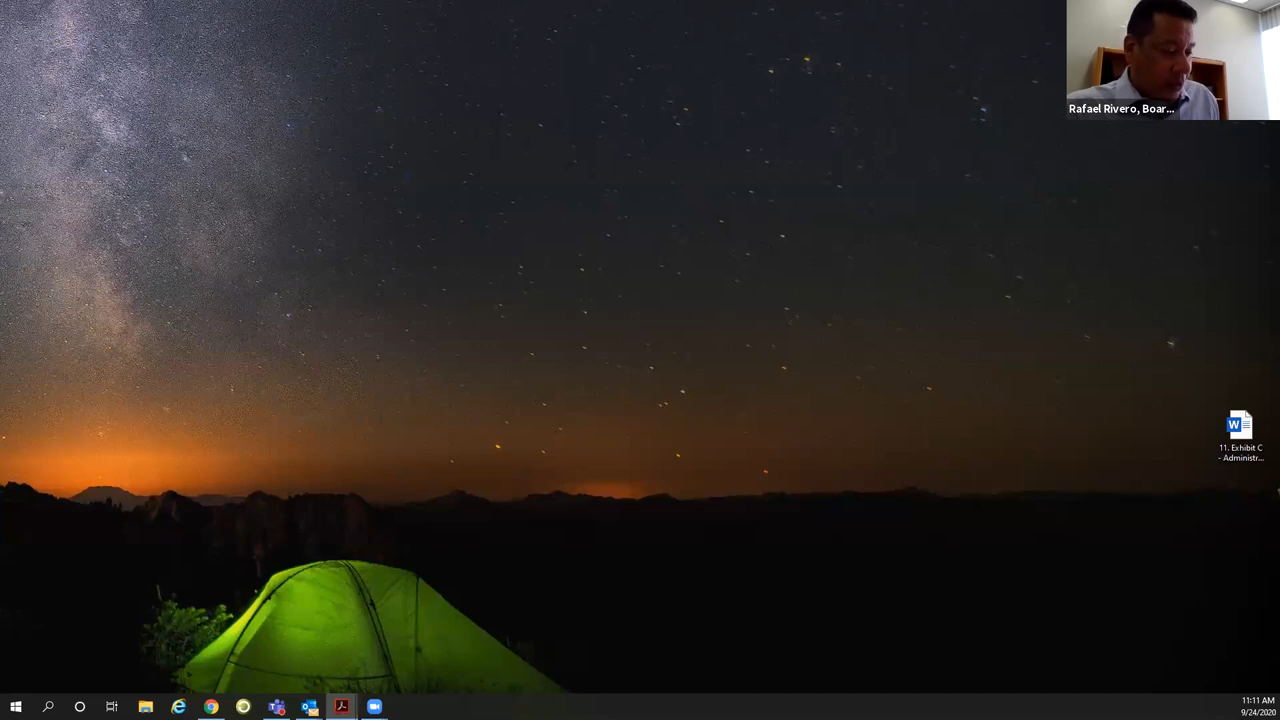 Rafael Rivero, Boar...
W
11. Exhibit C
- Administr...
11:11 AM
9/24/2020